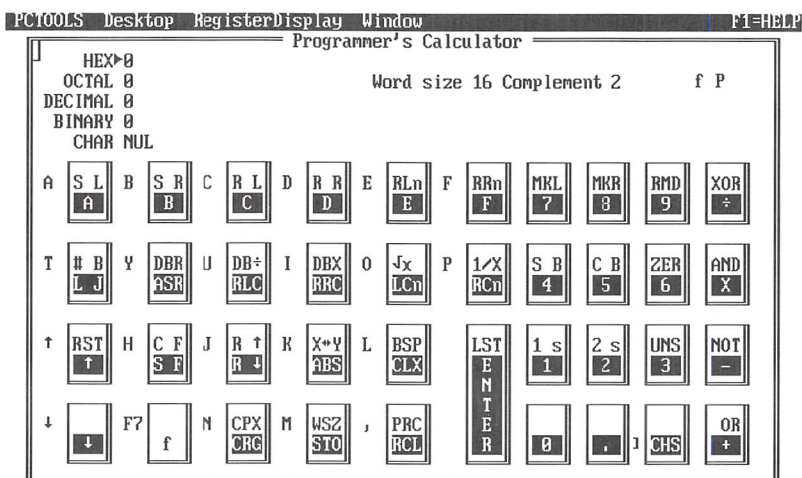 PCTOOLS Desktop RegisterDisplay Window F1=HELP
Programmer's Calculator
HEX▶0
OCTAL 0 Word size 16 Complement 2 f P
DECIMAL 0
BINARY 0
CHAR NUL
A S L B S R C R L D R R E RLn F RRn MKL MKR RMD XOR
A B C D E F 7 8 9 ÷
T # B Y DBR U DB÷ I DBX O √x P 1/X S B C B ZER AND
L J ASR RLC RRC LCn RCn 4 5 6 X
↑ RST H C F J R ↑ K X↔Y L BSP LST 1 s 2 s UNS NOT
↑ S F R ↓ ABS CLX ENTER 1 2 3 -
↓ F7 N CPX M WSZ , PRC OR
↓ f CRG STO RCL 0 . ] CHS +